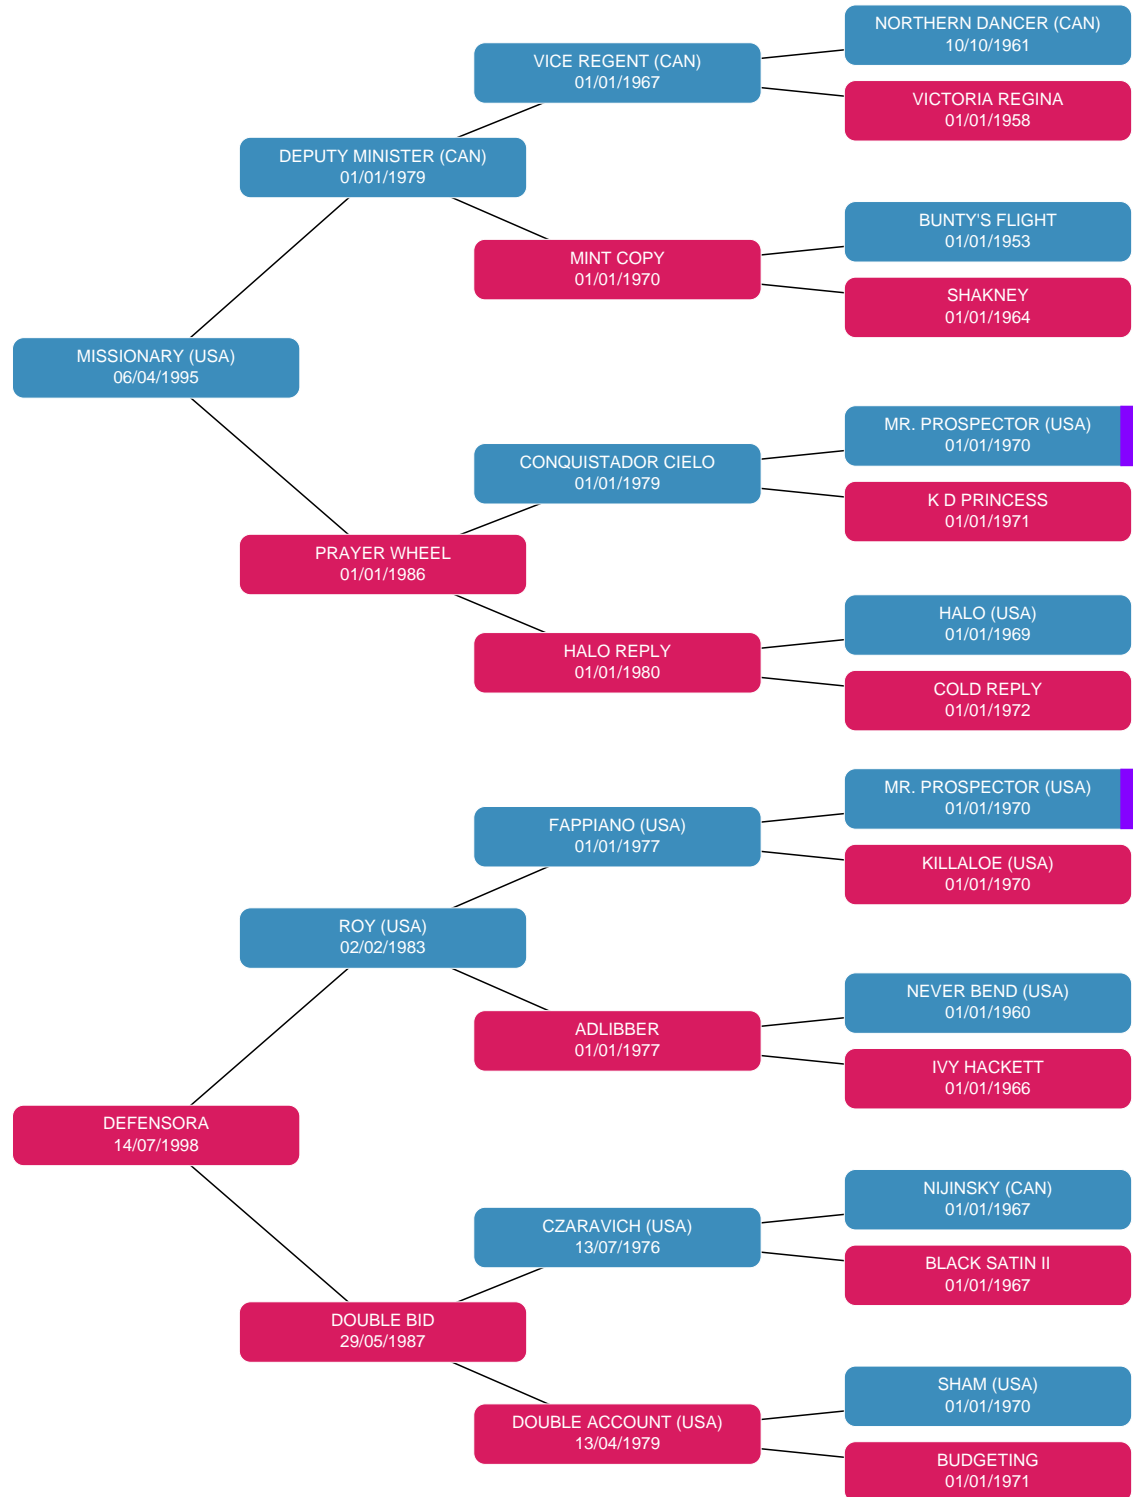 NORTHERN DANCER (CAN)
10/10/1961
VICE REGENT (CAN)
01/01/1967
VICTORIA REGINA
01/01/1958
DEPUTY MINISTER (CAN)
01/01/1979
BUNTY'S FLIGHT
01/01/1953
MINT COPY
01/01/1970
SHAKNEY
01/01/1964
MISSIONARY (USA)
06/04/1995
MR. PROSPECTOR (USA)
01/01/1970
CONQUISTADOR CIELO
01/01/1979
K D PRINCESS
01/01/1971
PRAYER WHEEL
01/01/1986
HALO (USA)
01/01/1969
HALO REPLY
01/01/1980
COLD REPLY
01/01/1972
MR. PROSPECTOR (USA)
01/01/1970
FAPPIANO (USA)
01/01/1977
KILLALOE (USA)
01/01/1970
ROY (USA)
02/02/1983
NEVER BEND (USA)
01/01/1960
ADLIBBER
01/01/1977
IVY HACKETT
01/01/1966
DEFENSORA
14/07/1998
NIJINSKY (CAN)
01/01/1967
CZARAVICH (USA)
13/07/1976
BLACK SATIN II
01/01/1967
DOUBLE BID
29/05/1987
SHAM (USA)
01/01/1970
DOUBLE ACCOUNT (USA)
13/04/1979
BUDGETING
01/01/1971